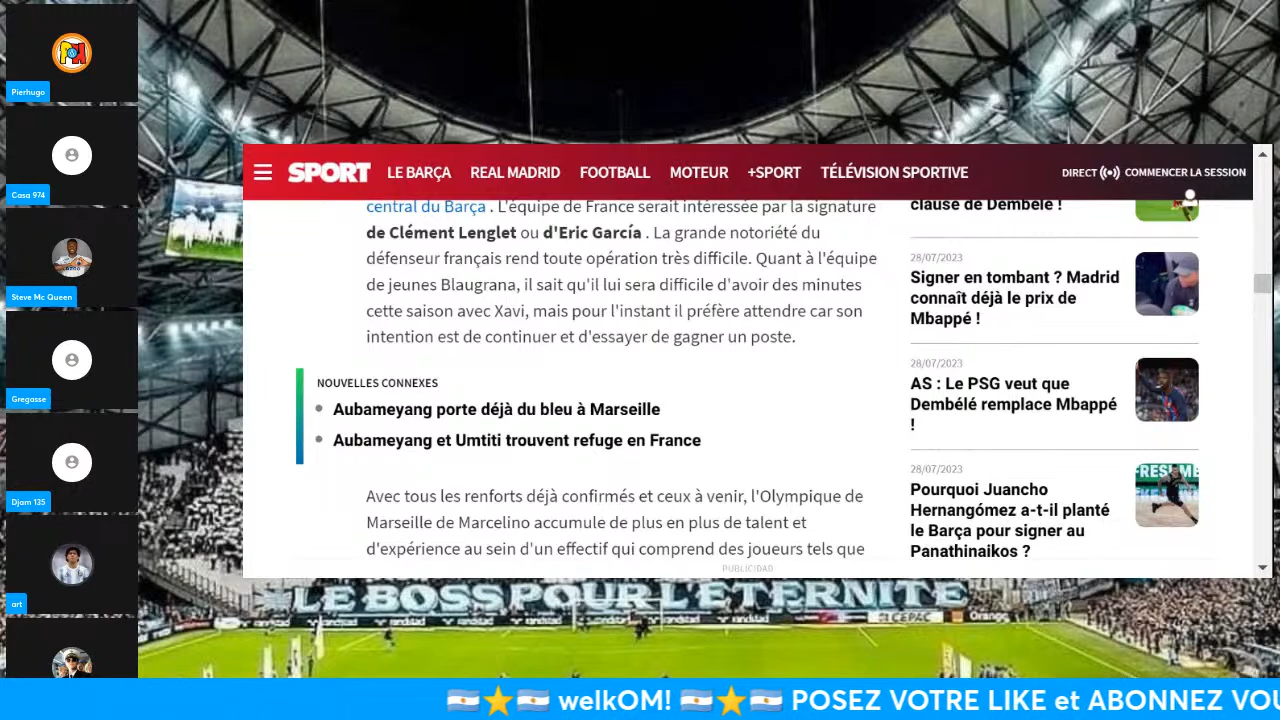 Pierhugo
Casa 974
Steve Mc Queen
Gregasse
Djam 135
art
SPORT LE BARÇA REAL MADRID FOOTBALL MOTEUR +SPORT TÉLÉVISION SPORTIVE DIRECT COMMENCER LA SESSION
central du Barça . L'équipe de France serait intéressée par la signature
de Clément Lenglet ou d'Eric García . La grande notoriété du
défenseur français rend toute opération très difficile. Quant à l'équipe
de jeunes Blaugrana, il sait qu'il lui sera difficile d'avoir des minutes
cette saison avec Xavi, mais pour l'instant il préfère attendre car son
intention est de continuer et d'essayer de gagner un poste.
NOUVELLES CONNEXES
Aubameyang porte déjà du bleu à Marseille
Aubameyang et Umtiti trouvent refuge en France
Avec tous les renforts déjà confirmés et ceux à venir, l'Olympique de
Marseille de Marcelino accumule de plus en plus de talent et
d'expérience au sein d'un effectif qui comprend des joueurs tels que
clause de Dembélé !
28/07/2023
Signer en tombant ? Madrid
connaît déjà le prix de
Mbappé !
28/07/2023
AS : Le PSG veut que
Dembélé remplace Mbappé
!
28/07/2023
Pourquoi Juancho
Hernangómez a-t-il planté
le Barça pour signer au
Panathinaikos ?
PUBLICIDAD
LE BOSS POUR L'ETERNITE
randstad randstad randstad randstad randstad CEPAC Orange
welkOM! POSEZ VOTRE LIKE et ABONNEZ VOU